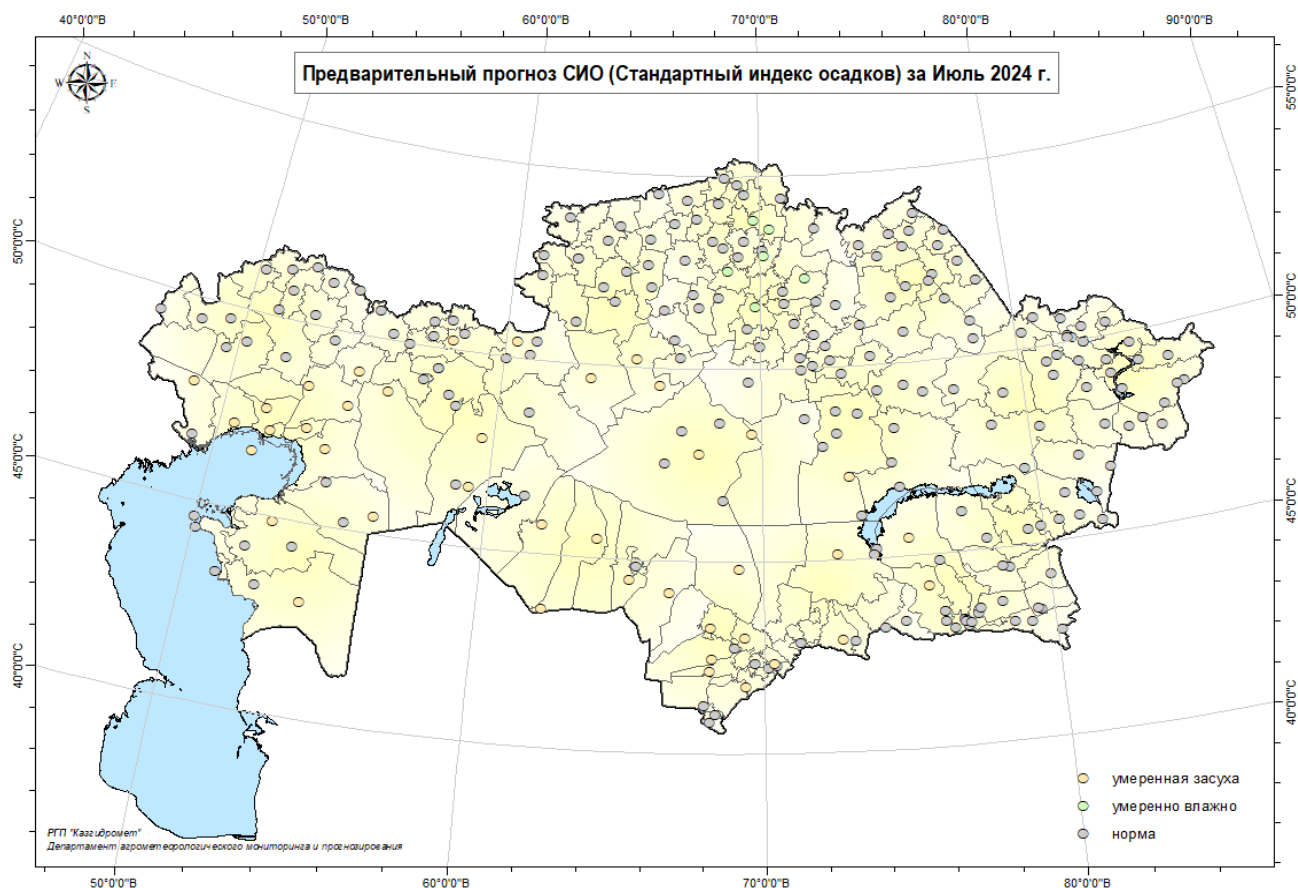 40°0'0"В 50°0'0"В 60°0'0"В 70°0'0"В 80°0'0"В 90°0'0"В
Предварительный прогноз СИО (Стандартный индекс осадков) за Июль 2024 г.
N
W E
S
55°0'0"С
50°0'0"С
50°0'0"С
45°0'0"С
45°0'0"С
40°0'0"С
40°0'0"С
умеренная засуха
умеренно влажно
норма
РГП "Казгидромет"
Департамент агрометеорологического мониторинга и прогнозирования
50°0'0"В 60°0'0"В 70°0'0"В 80°0'0"В